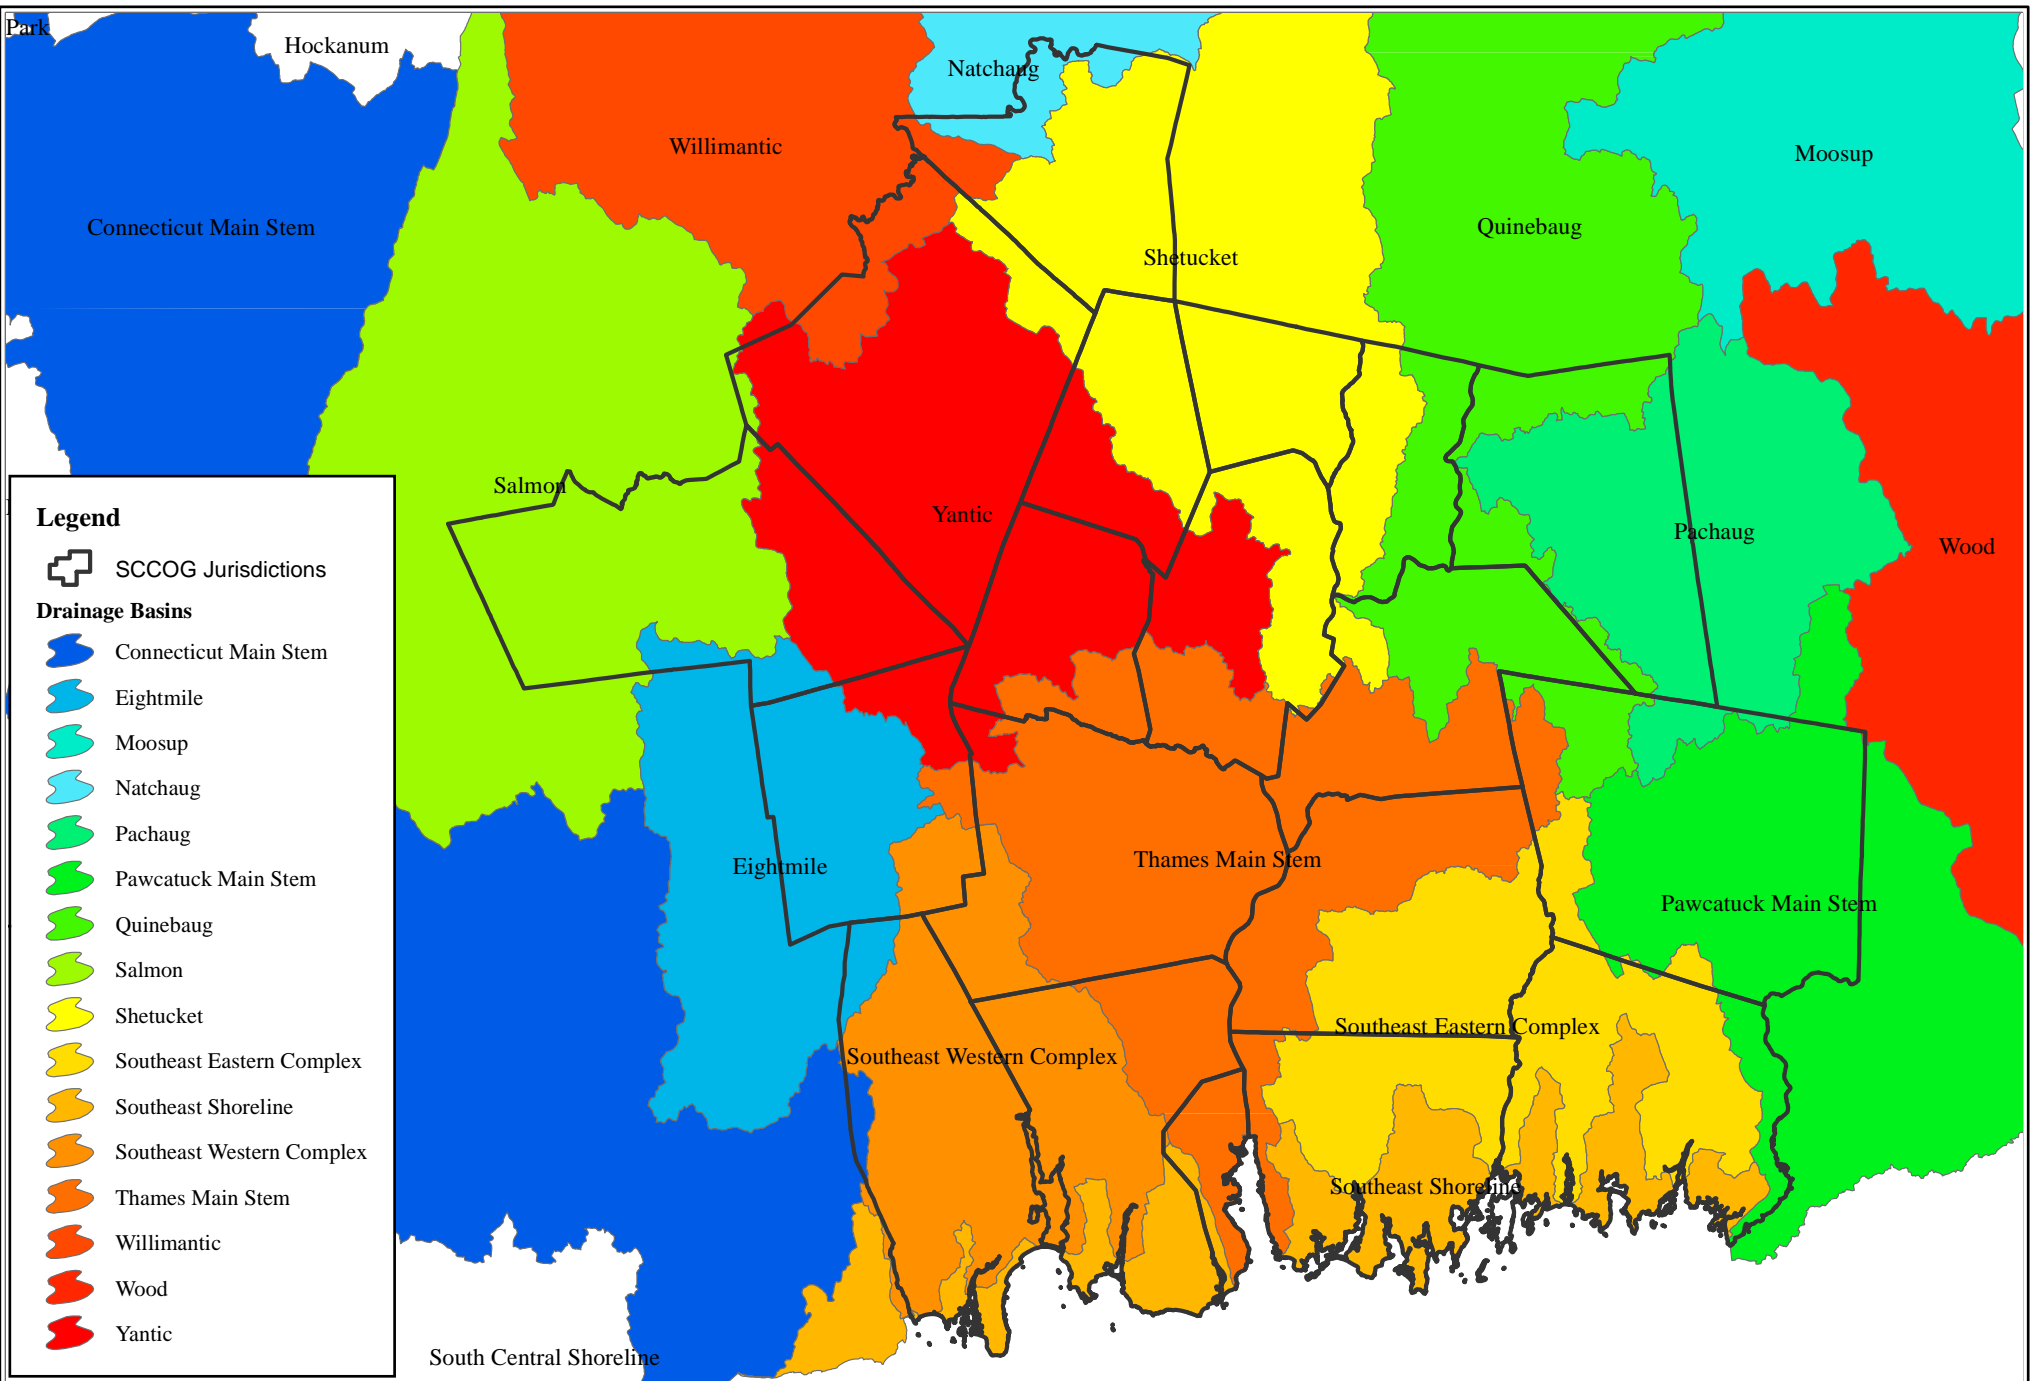 Park
Hockanum
Natchaug
Willimantic
Moosup
Connecticut Main Stem
Quinebaug
Shetucket
Salmon
Yantic
Pachaug
Wood
Eightmile
Thames Main Stem
Pawcatuck Main Stem
Southeast Eastern Complex
Southeast Western Complex
Southeast Shoreline
South Central Shoreline
Legend
SCCOG Jurisdictions
Drainage Basins
Connecticut Main Stem
Eightmile
Moosup
Natchaug
Pachaug
Pawcatuck Main Stem
Quinebaug
Salmon
Shetucket
Southeast Eastern Complex
Southeast Shoreline
Southeast Western Complex
Thames Main Stem
Willimantic
Wood
Yantic